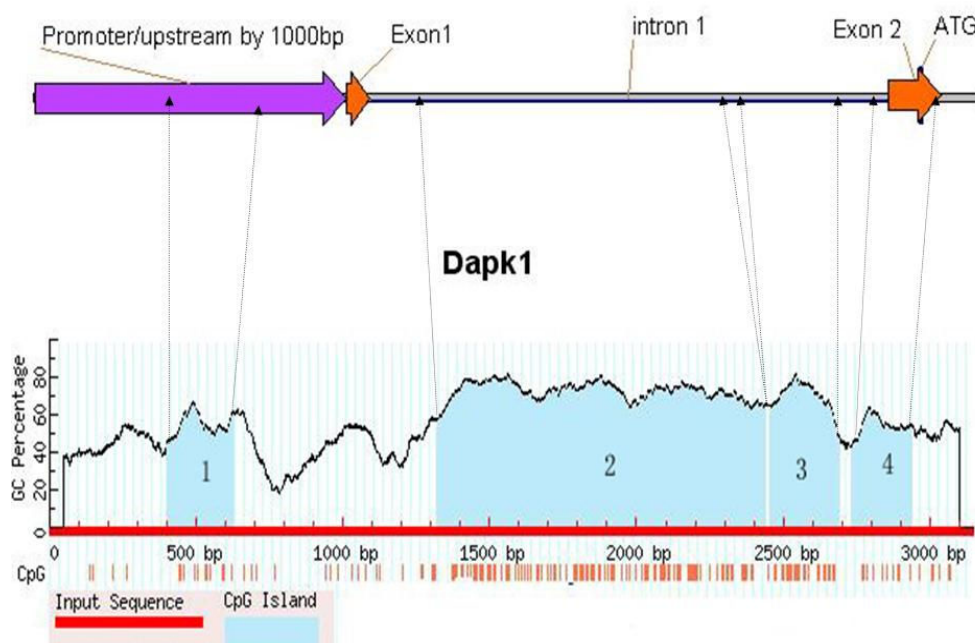 Promoter/upstream by 1000bp
Exon1
intron 1
Exon 2
ATG
Dapk1
GC Percentage
80
60
40
20
0
1
2
3
4
0 500 bp 1000 bp 1500 bp 2000 bp 2500 bp 3000 bp
CpG
Input Sequence
CpG Island